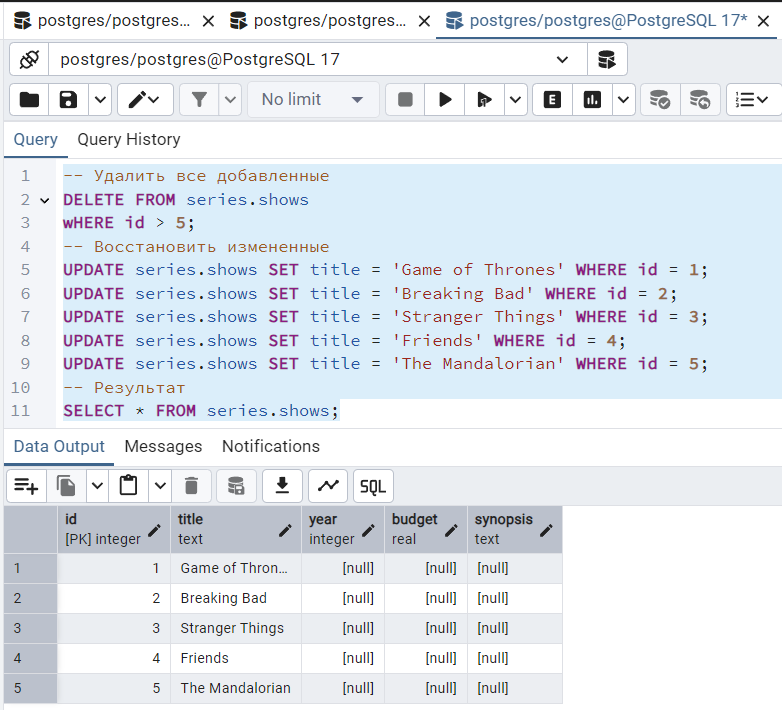 postgres/postgres... postgres/postgres... postgres/postgres@PostgreSQL 17*
postgres/postgres@PostgreSQL 17
No limit
E
Query Query History
1 -- Удалить все добавленные
2 DELETE FROM series.shows
3 wHERE id > 5;
4 -- Восстановить измененные
5 UPDATE series.shows SET title = 'Game of Thrones' WHERE id = 1;
6 UPDATE series.shows SET title = 'Breaking Bad' WHERE id = 2;
7 UPDATE series.shows SET title = 'Stranger Things' WHERE id = 3;
8 UPDATE series.shows SET title = 'Friends' WHERE id = 4;
9 UPDATE series.shows SET title = 'The Mandalorian' WHERE id = 5;
10 -- Результат
11 SELECT * FROM series.shows;
Data Output Messages Notifications
SQL
id title year budget synopsis
[PK] integer text integer real text
1 1 Game of Thron... [null] [null] [null]
2 2 Breaking Bad [null] [null] [null]
3 3 Stranger Things [null] [null] [null]
4 4 Friends [null] [null] [null]
5 5 The Mandalorian [null] [null] [null]